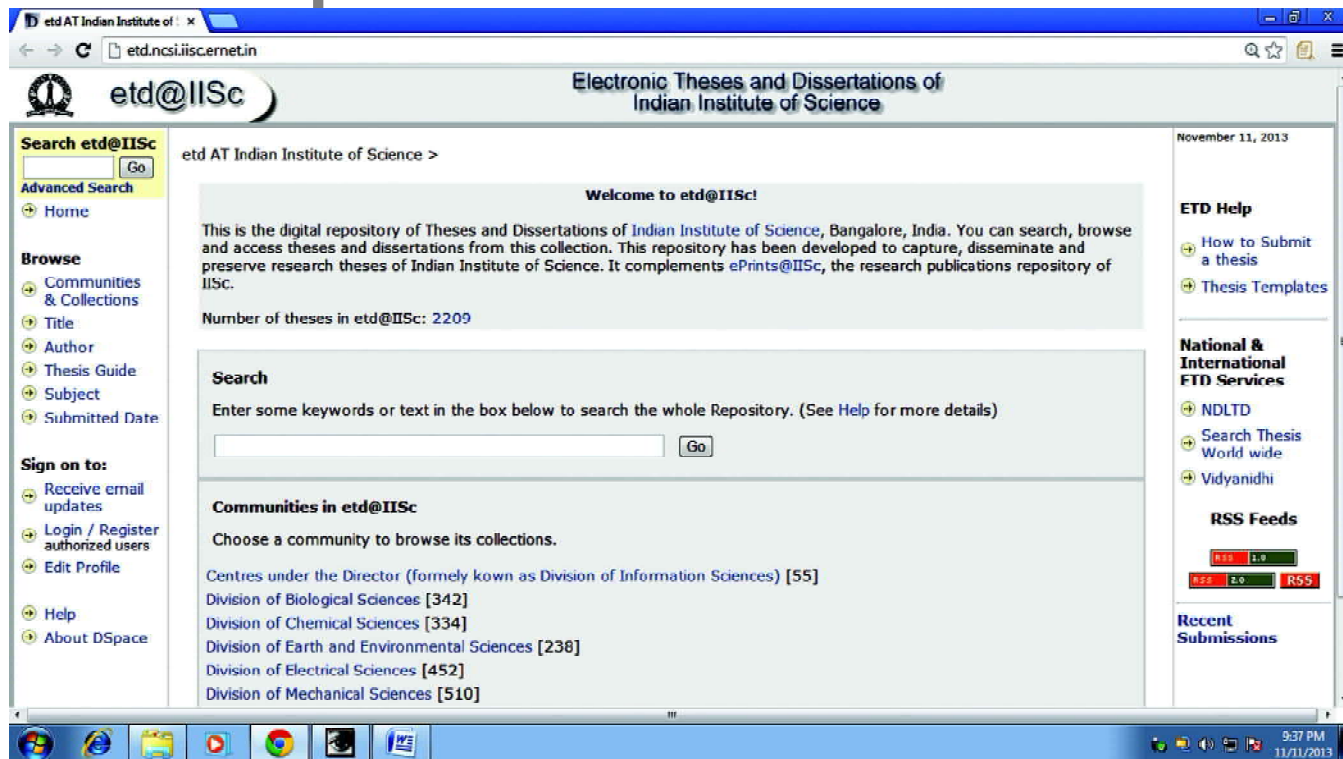 etd AT Indian Institute of S
etd.ncsi.iisc.ernet.in
etd@IISc
Electronic Theses and Dissertations of
Indian Institute of Science
Search etd@IISc
Go
Advanced Search
Home
Browse
Communities
& Collections
Title
Author
Thesis Guide
Subject
Submitted Date
Sign on to:
Receive email
updates
Login / Register
authorized users
Edit Profile
Help
About DSpace
etd AT Indian Institute of Science >
Welcome to etd@IISc!
This is the digital repository of Theses and Dissertations of Indian Institute of Science, Bangalore, India. You can search, browse
and access theses and dissertations from this collection. This repository has been developed to capture, disseminate and
preserve research theses of Indian Institute of Science. It complements ePrints@IISc, the research publications repository of
IISc.
Number of theses in etd@IISc: 2209
Search
Enter some keywords or text in the box below to search the whole Repository. (See Help for more details)
Go
Communities in etd@IISc
Choose a community to browse its collections.
Centres under the Director (formely kown as Division of Information Sciences) [55]
Division of Biological Sciences [342]
Division of Chemical Sciences [334]
Division of Earth and Environmental Sciences [238]
Division of Electrical Sciences [452]
Division of Mechanical Sciences [510]
November 11, 2013
ETD Help
How to Submit
a thesis
Thesis Templates
National &
International
ETD Services
NDLTD
Search Thesis
World wide
Vidyanidhi
RSS Feeds
RSS 1.0
RSS 2.0 RSS
Recent
Submissions
9:37 PM
11/11/2013